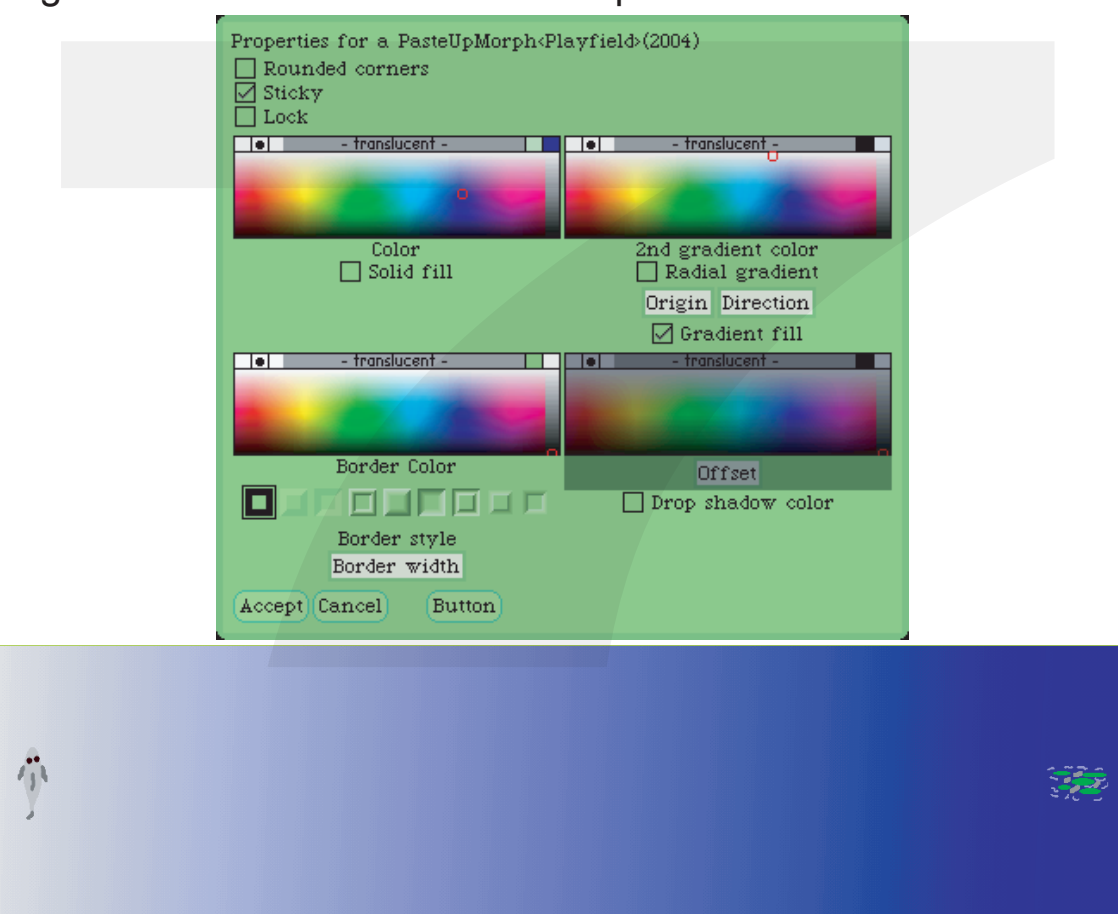 Properties for a PasteUpMorph<Playfield>(2004)
Rounded corners
Sticky
Lock
- translucent - - translucent -
Color 2nd gradient color
Solid fill Radial gradient
Origin Direction
Gradient fill
- translucent - - translucent -
Border Color Offset
Drop shadow color
Border style
Border width
Accept Cancel Button